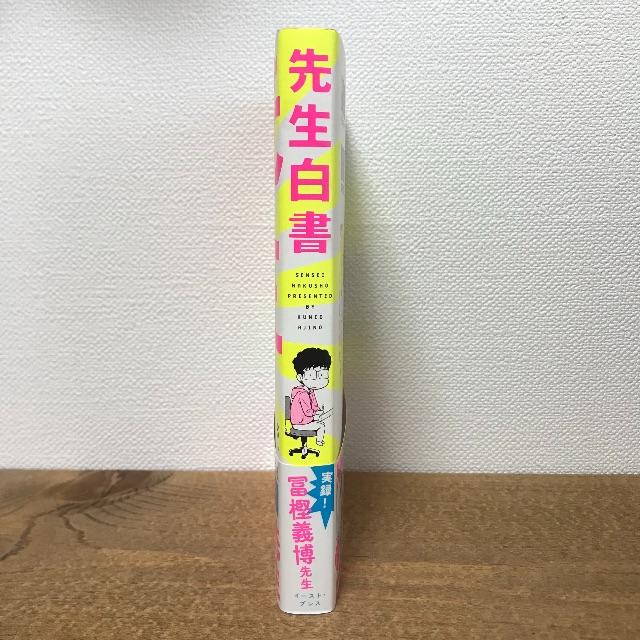 先生白書
SENSEI
HAKUSHO
PRESENTED
BY
KUNIO
AJINO
実録!
冨樫義博先生
イースト・
プレス